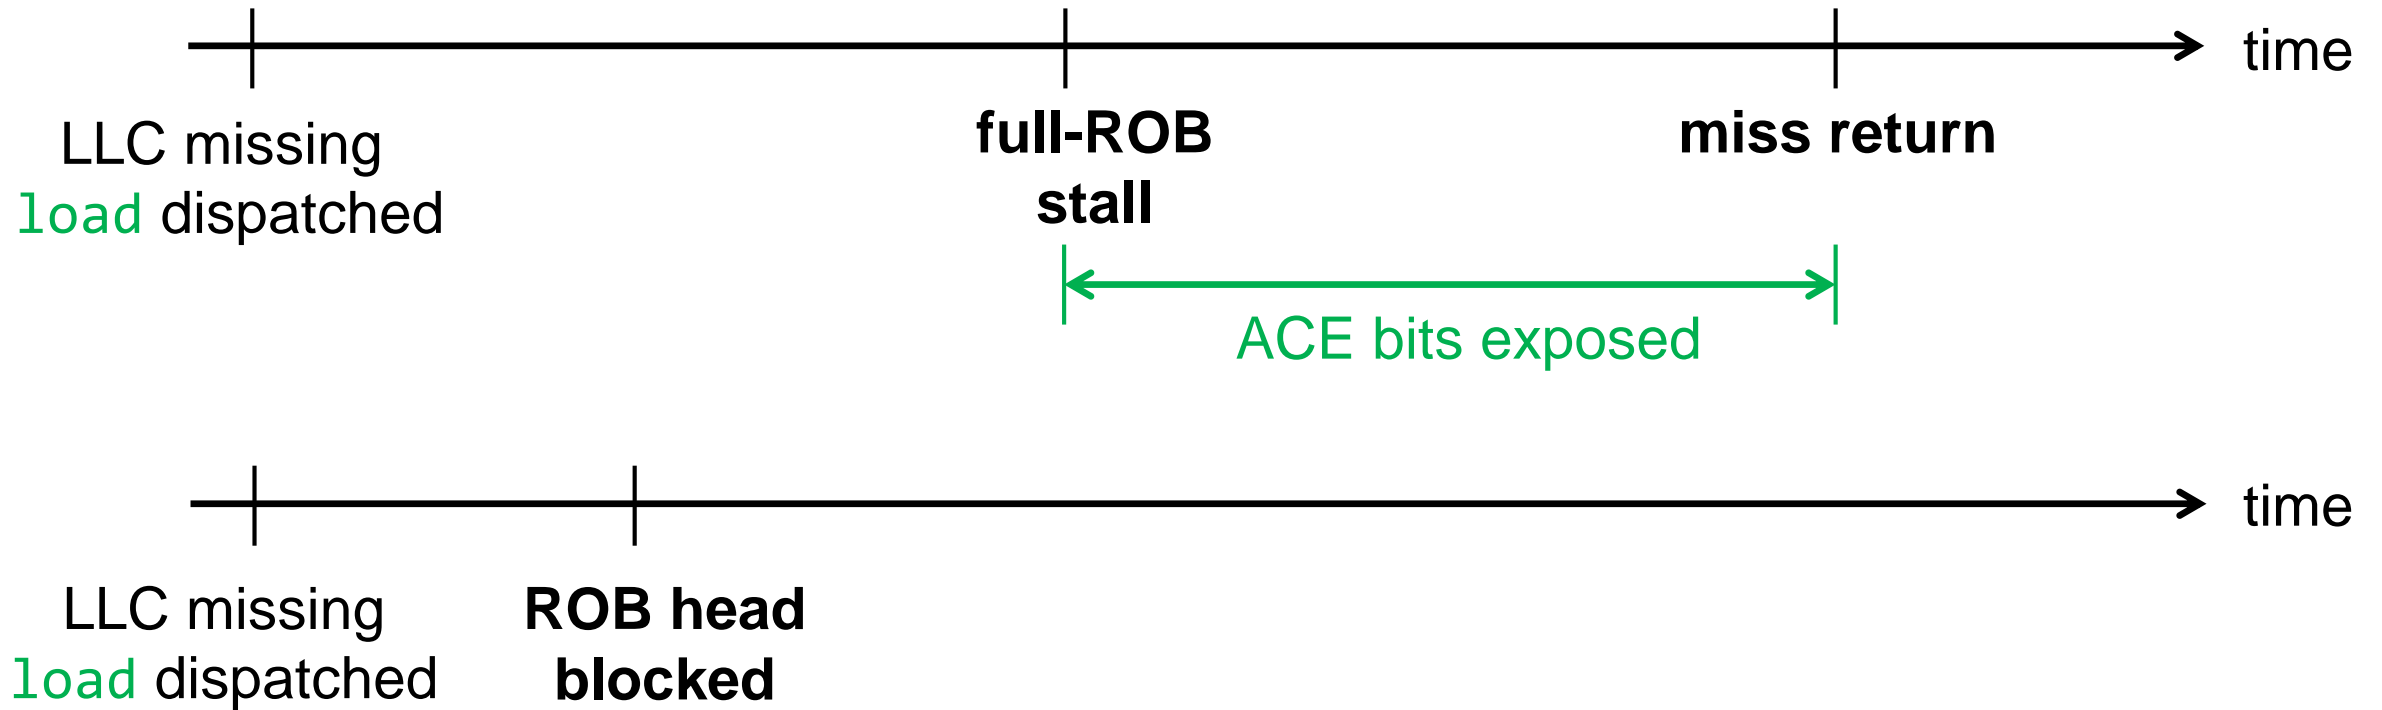 time
LLC missing
load dispatched
full-ROB
stall
miss return
ACE bits exposed
time
LLC missing
load dispatched
ROB head
blocked